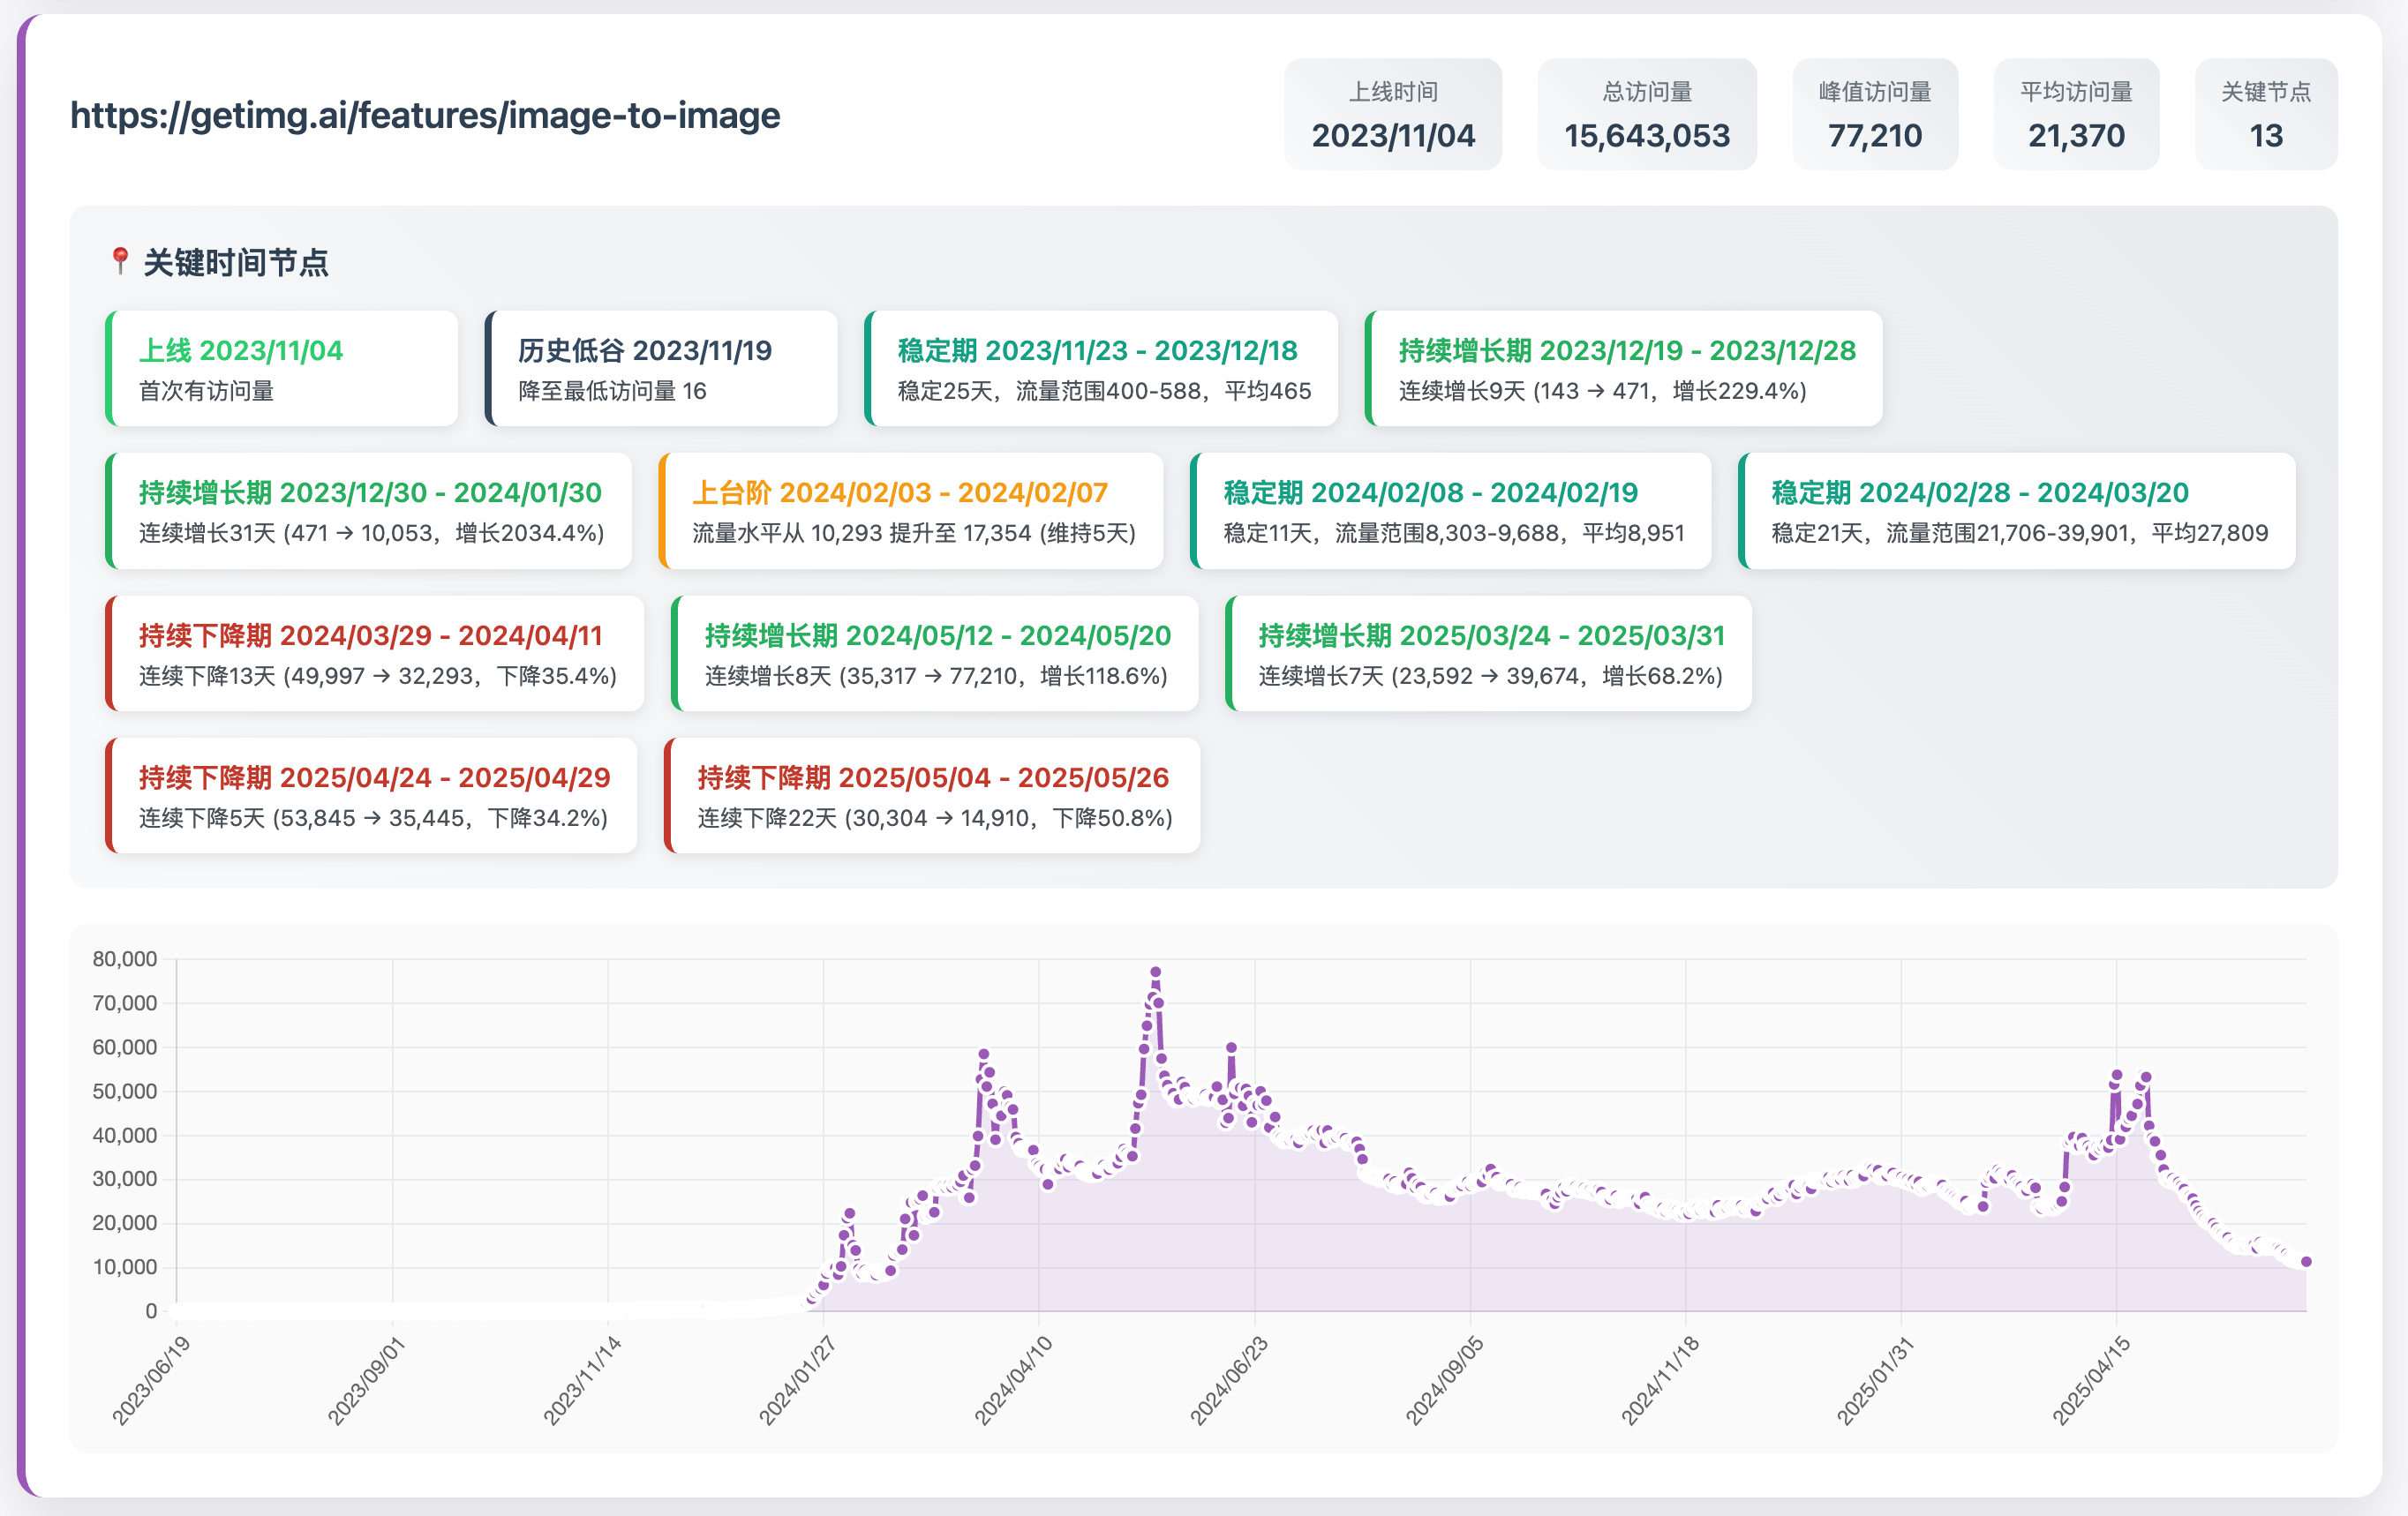 https://getimg.ai/features/image-to-image
上线时间
2023/11/04
总访问量
15,643,053
峰值访问量
77,210
平均访问量
21,370
关键节点
13
📍 关键时间节点
上线 2023/11/04
首次有访问量
历史低谷 2023/11/19
降至最低访问量 16
稳定期 2023/11/23 - 2023/12/18
稳定25天，流量范围400-588，平均465
持续增长期 2023/12/19 - 2023/12/28
连续增长9天 (143 → 471，增长229.4%)
持续增长期 2023/12/30 - 2024/01/30
连续增长31天 (471 → 10,053，增长2034.4%)
上台阶 2024/02/03 - 2024/02/07
流量水平从 10,293 提升至 17,354 (维持5天)
稳定期 2024/02/08 - 2024/02/19
稳定11天，流量范围8,303-9,688，平均8,951
稳定期 2024/02/28 - 2024/03/20
稳定21天，流量范围21,706-39,901，平均27,809
持续下降期 2024/03/29 - 2024/04/11
连续下降13天 (49,997 → 32,293，下降35.4%)
持续增长期 2024/05/12 - 2024/05/20
连续增长8天 (35,317 → 77,210，增长118.6%)
持续增长期 2025/03/24 - 2025/03/31
连续增长7天 (23,592 → 39,674，增长68.2%)
持续下降期 2025/04/24 - 2025/04/29
连续下降5天 (53,845 → 35,445，下降34.2%)
持续下降期 2025/05/04 - 2025/05/26
连续下降22天 (30,304 → 14,910，下降50.8%)
80,000
70,000
60,000
50,000
40,000
30,000
20,000
10,000
0
2023/06/19
2023/09/01
2023/11/14
2024/01/27
2024/04/10
2024/06/23
2024/09/05
2024/11/18
2025/01/31
2025/04/15